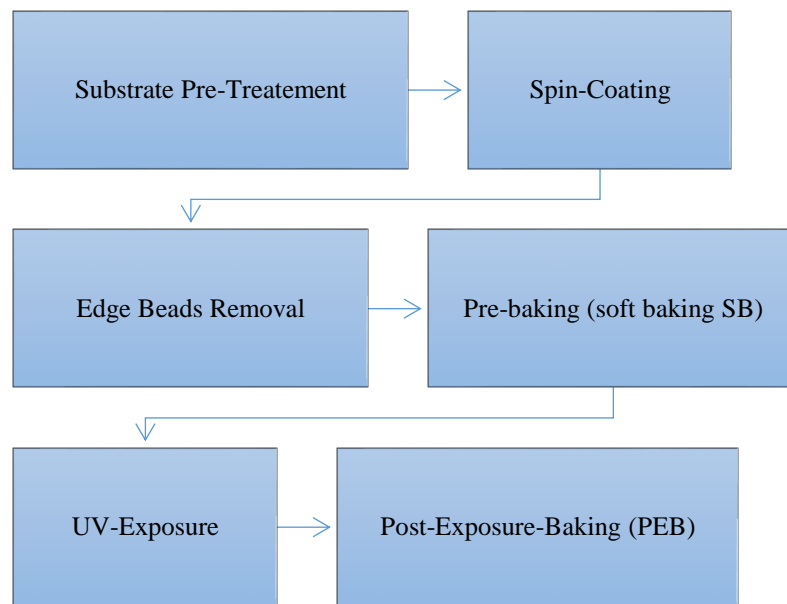 Substrate Pre-Treatement
Spin-Coating
Edge Beads Removal
Pre-baking (soft baking SB)
UV-Exposure
Post-Exposure-Baking (PEB)